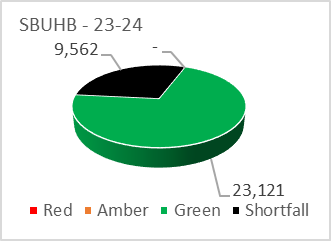 SBUHB - 23-24
9,562
-
23,121
Red Amber Green Shortfall